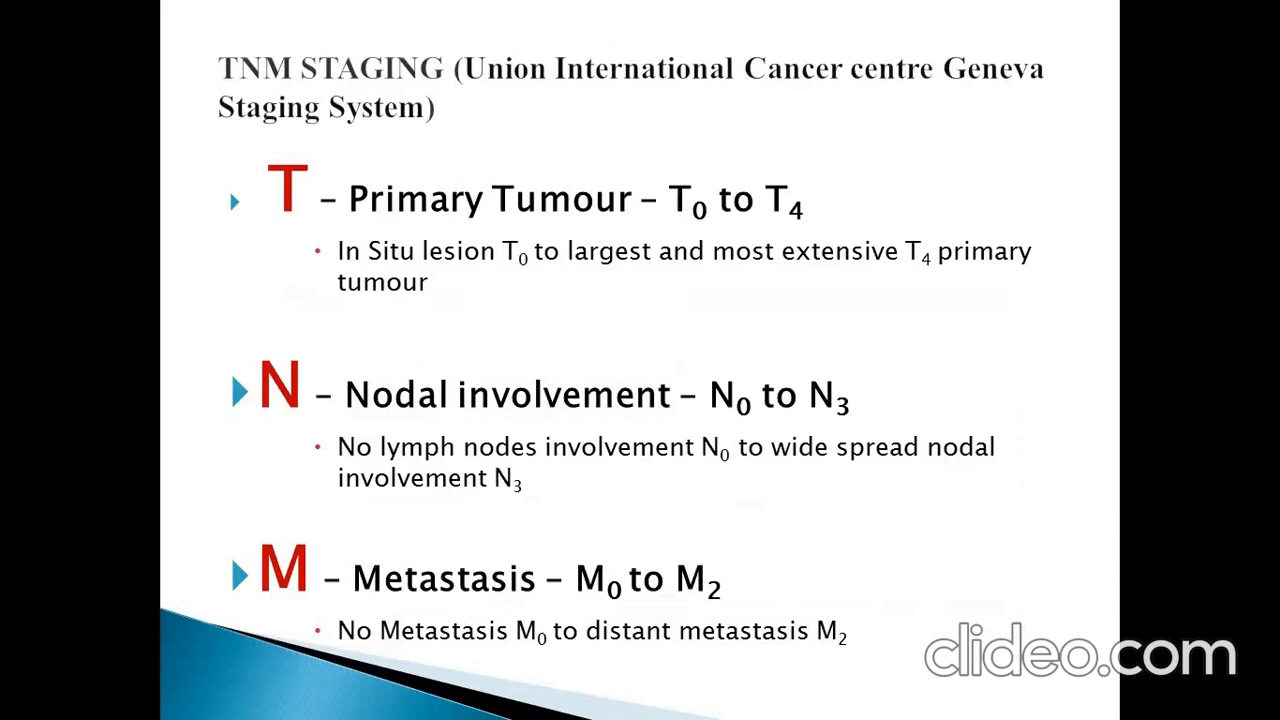 TNM STAGING (Union International Cancer centre Geneva
Staging System)
T – Primary Tumour – T₀ to T₄
• In Situ lesion T₀ to largest and most extensive T₄ primary
tumour
N – Nodal involvement – N₀ to N₃
• No lymph nodes involvement N₀ to wide spread nodal
involvement N₃
M – Metastasis – M₀ to M₂
• No Metastasis M₀ to distant metastasis M₂
clideo.com